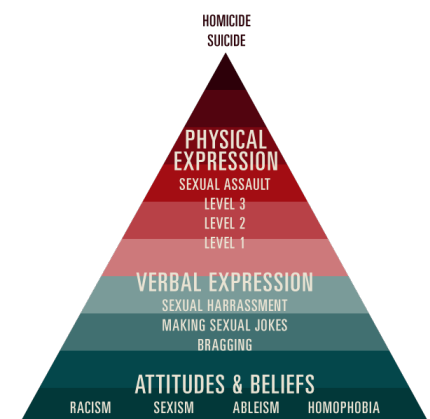 HOMICIDE
SUICIDE
PHYSICAL
EXPRESSION
SEXUAL ASSAULT
LEVEL 3
LEVEL 2
LEVEL 1
VERBAL EXPRESSION
SEXUAL HARRASSMENT
MAKING SEXUAL JOKES
BRAGGING
ATTITUDES & BELIEFS
RACISM SEXISM ABLEISM HOMOPHOBIA